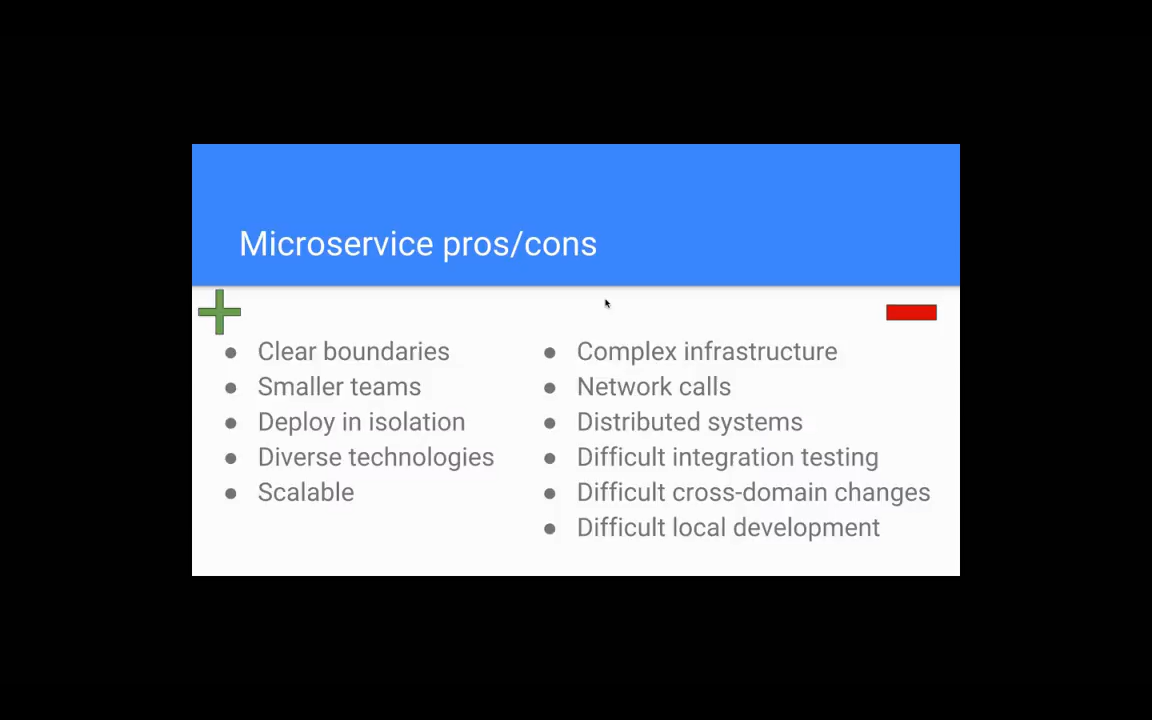 Microservice pros/cons
Clear boundaries
Smaller teams
Deploy in isolation
Diverse technologies
Scalable
Complex infrastructure
Network calls
Distributed systems
Difficult integration testing
Difficult cross-domain changes
Difficult local development